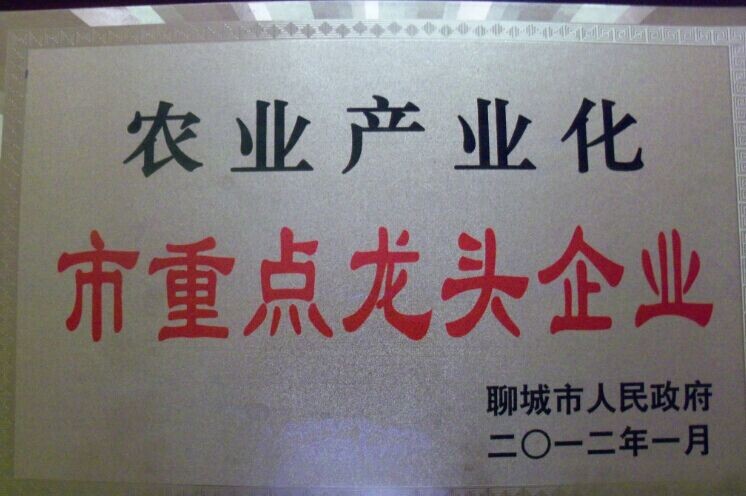 农业产业化
市重点龙头企业
聊城市人民政府
二〇一二年一月